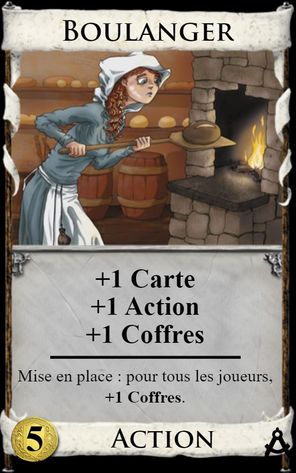 BOULANGER
+1 Carte
+1 Action
+1 Coffres
Mise en place : pour tous les joueurs,
+1 Coffres.
5
ACTION